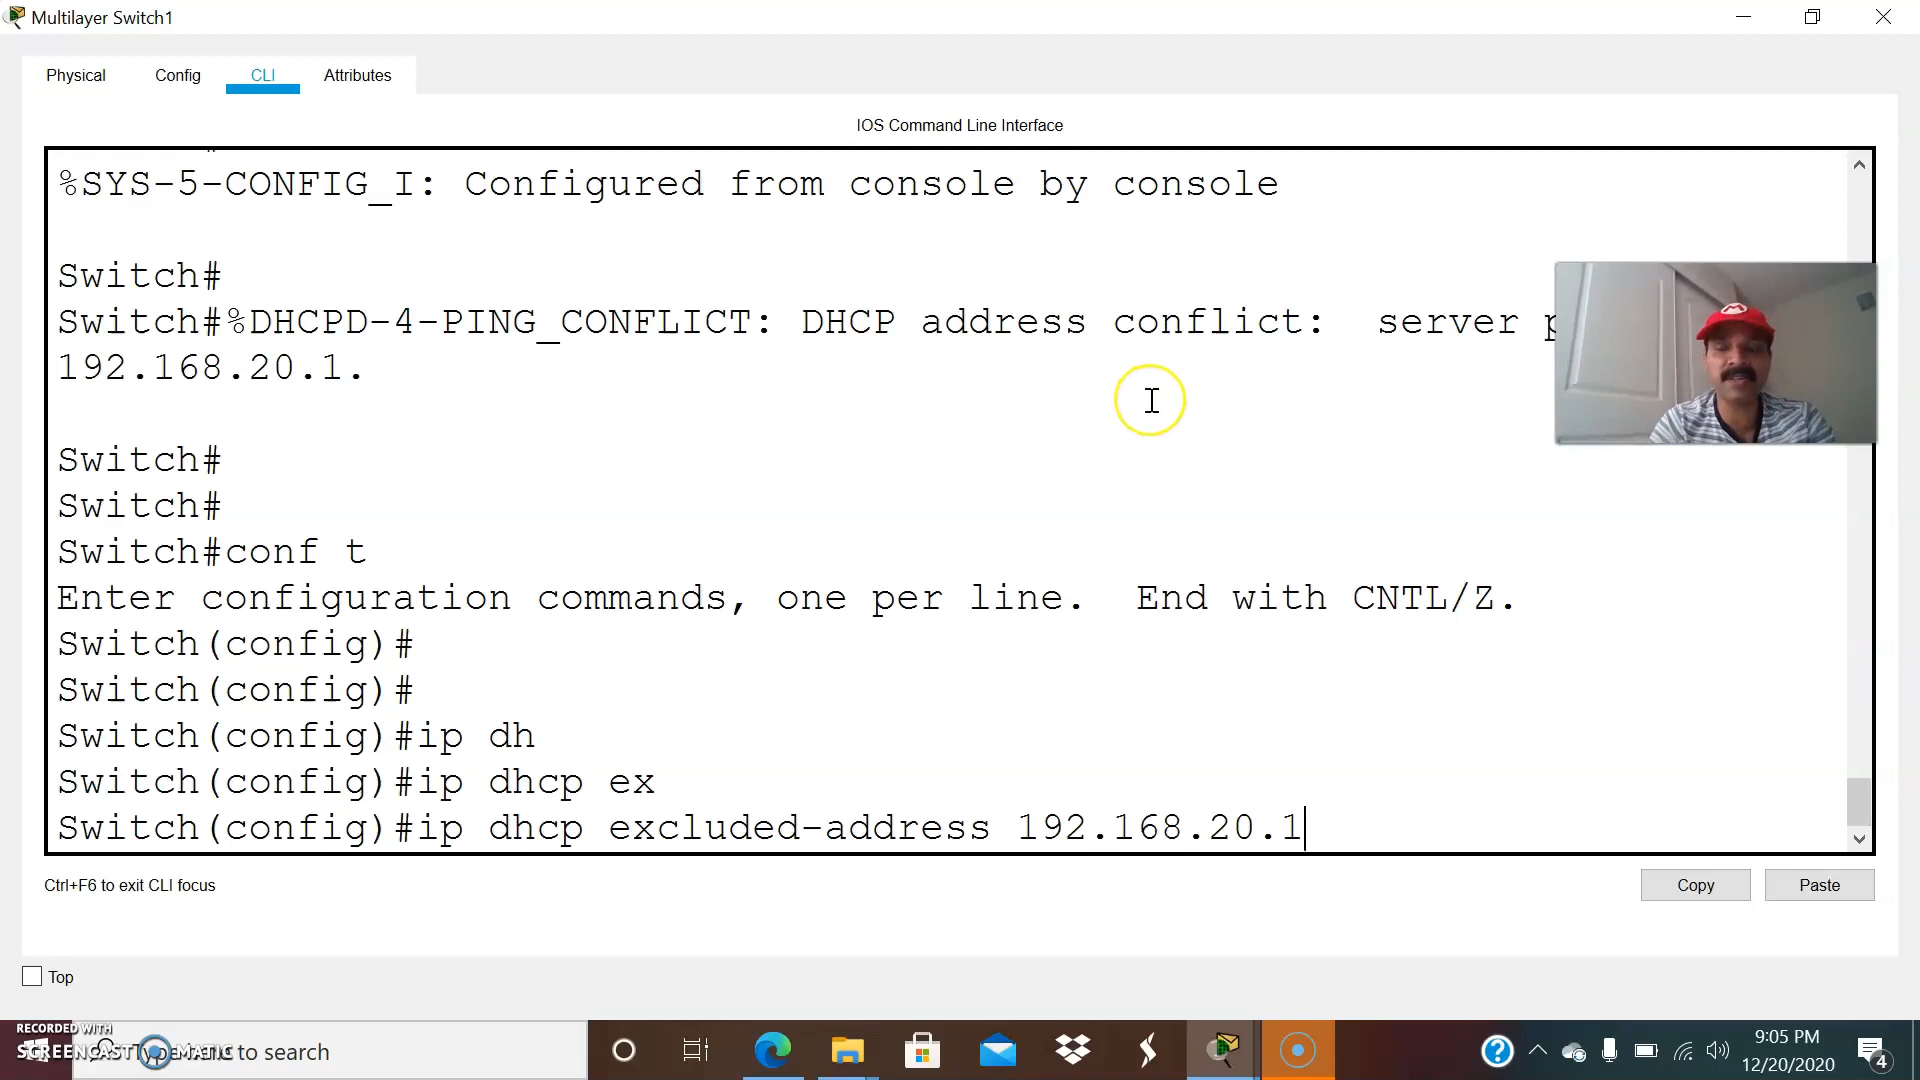 Multilayer Switch1
Physical Config CLI Attributes
IOS Command Line Interface
%SYS-5-CONFIG_I: Configured from console by console
Switch#
Switch#%DHCPD-4-PING_CONFLICT: DHCP address conflict:  server
192.168.20.1.
Switch#
Switch#
Switch#conf t
Enter configuration commands, one per line.  End with CNTL/Z.
Switch(config)#
Switch(config)#
Switch(config)#ip dh
Switch(config)#ip dhcp ex
Switch(config)#ip dhcp excluded-address 192.168.20.1
Ctrl+F6 to exit CLI focus
Copy Paste
Top
RECORDED WITH
SCREENCAST MATIC
to search
9:05 PM
12/20/2020
4